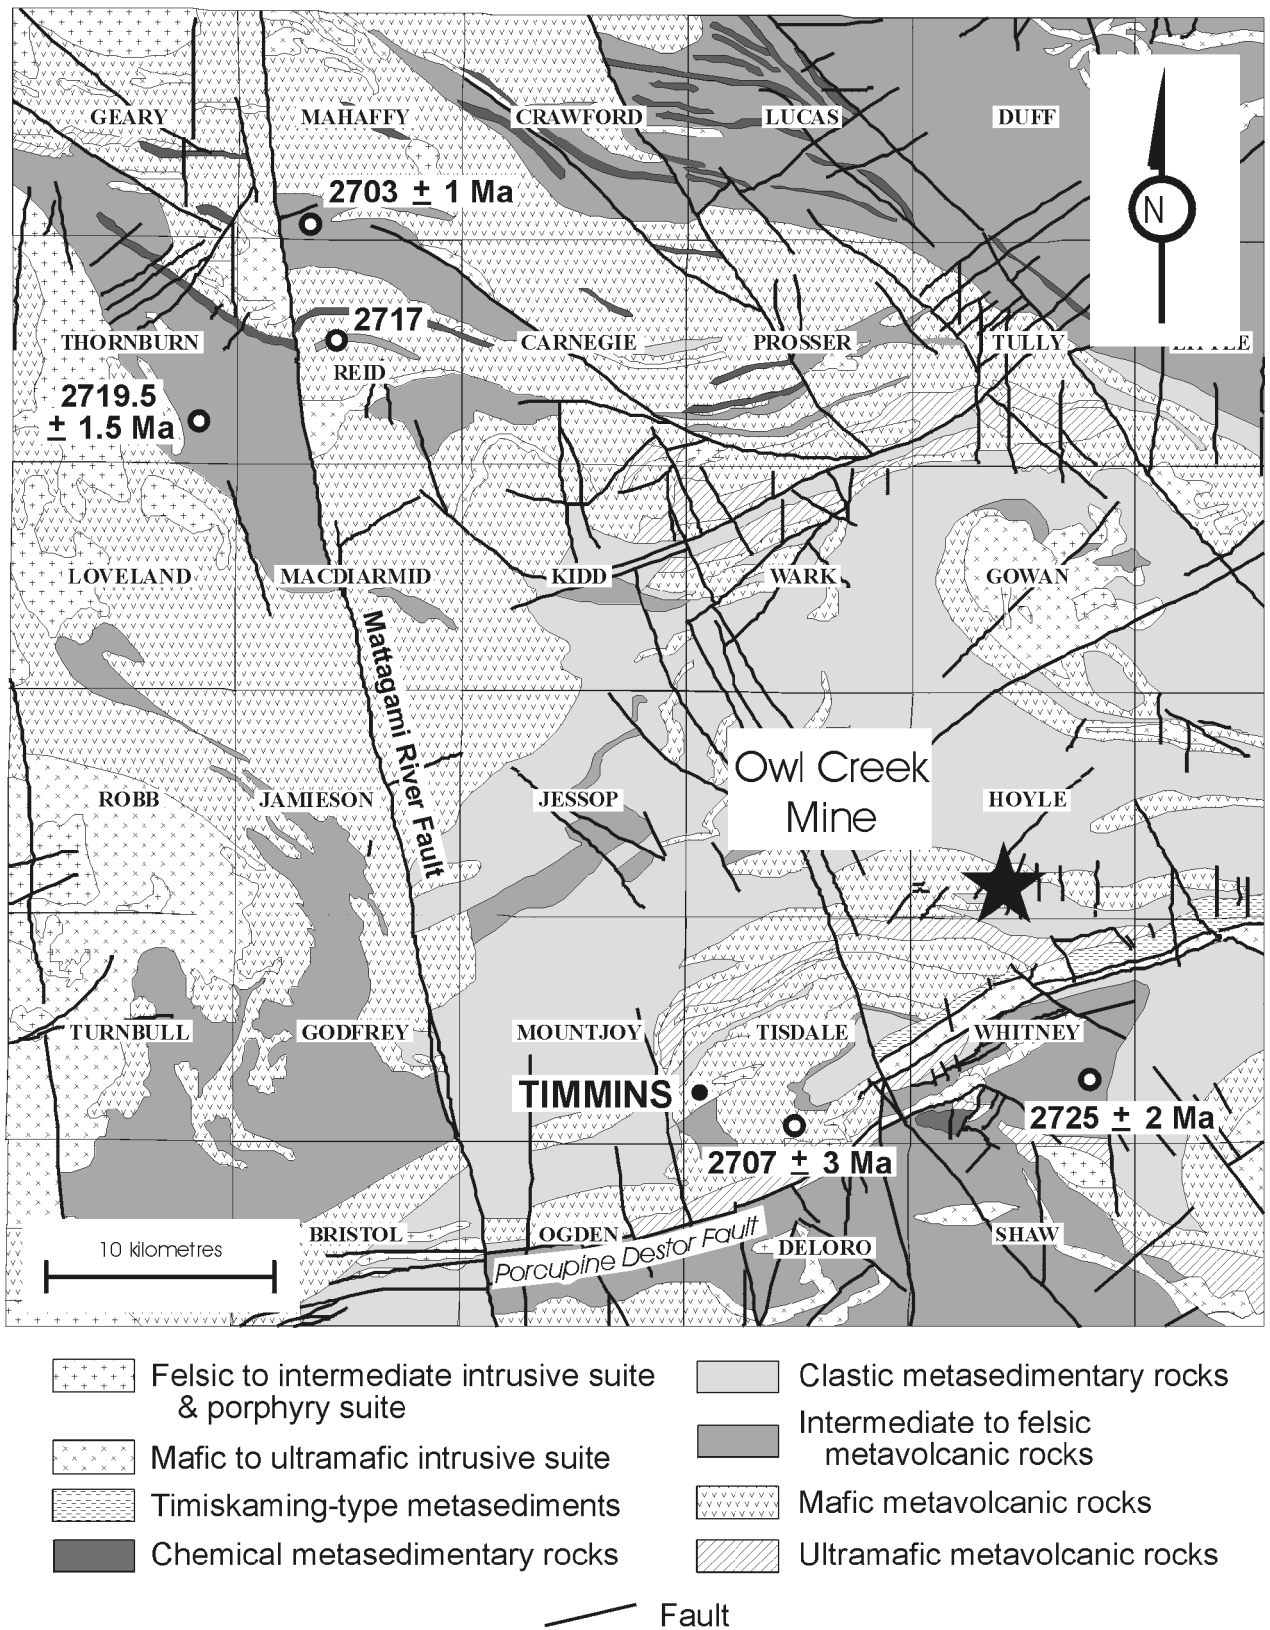 GEARY
MAHAFFY
CRAWFORD
LUCAS
DUFF
2703 ± 1 Ma
N
THORNBURN
2717
REID
CARNEGIE
PROSSER
TULLY
LITTLE
2719.5
± 1.5 Ma
LOVELAND
MACDIARMID
KIDD
WARK
GOWAN
Mattagami River Fault
ROBB
JAMIESON
JESSOP
Owl Creek
Mine
HOYLE
TURNBULL
GODFREY
MOUNTJOY
TISDALE
WHITNEY
TIMMINS
2725 ± 2 Ma
2707 ± 3 Ma
BRISTOL
OGDEN
DELORO
SHAW
Porcupine Destor Fault
10 kilometres
Felsic to intermediate intrusive suite
& porphyry suite
Mafic to ultramafic intrusive suite
Timiskaming-type metasediments
Chemical metasedimentary rocks
Clastic metasedimentary rocks
Intermediate to felsic
metavolcanic rocks
Mafic metavolcanic rocks
Ultramafic metavolcanic rocks
Fault